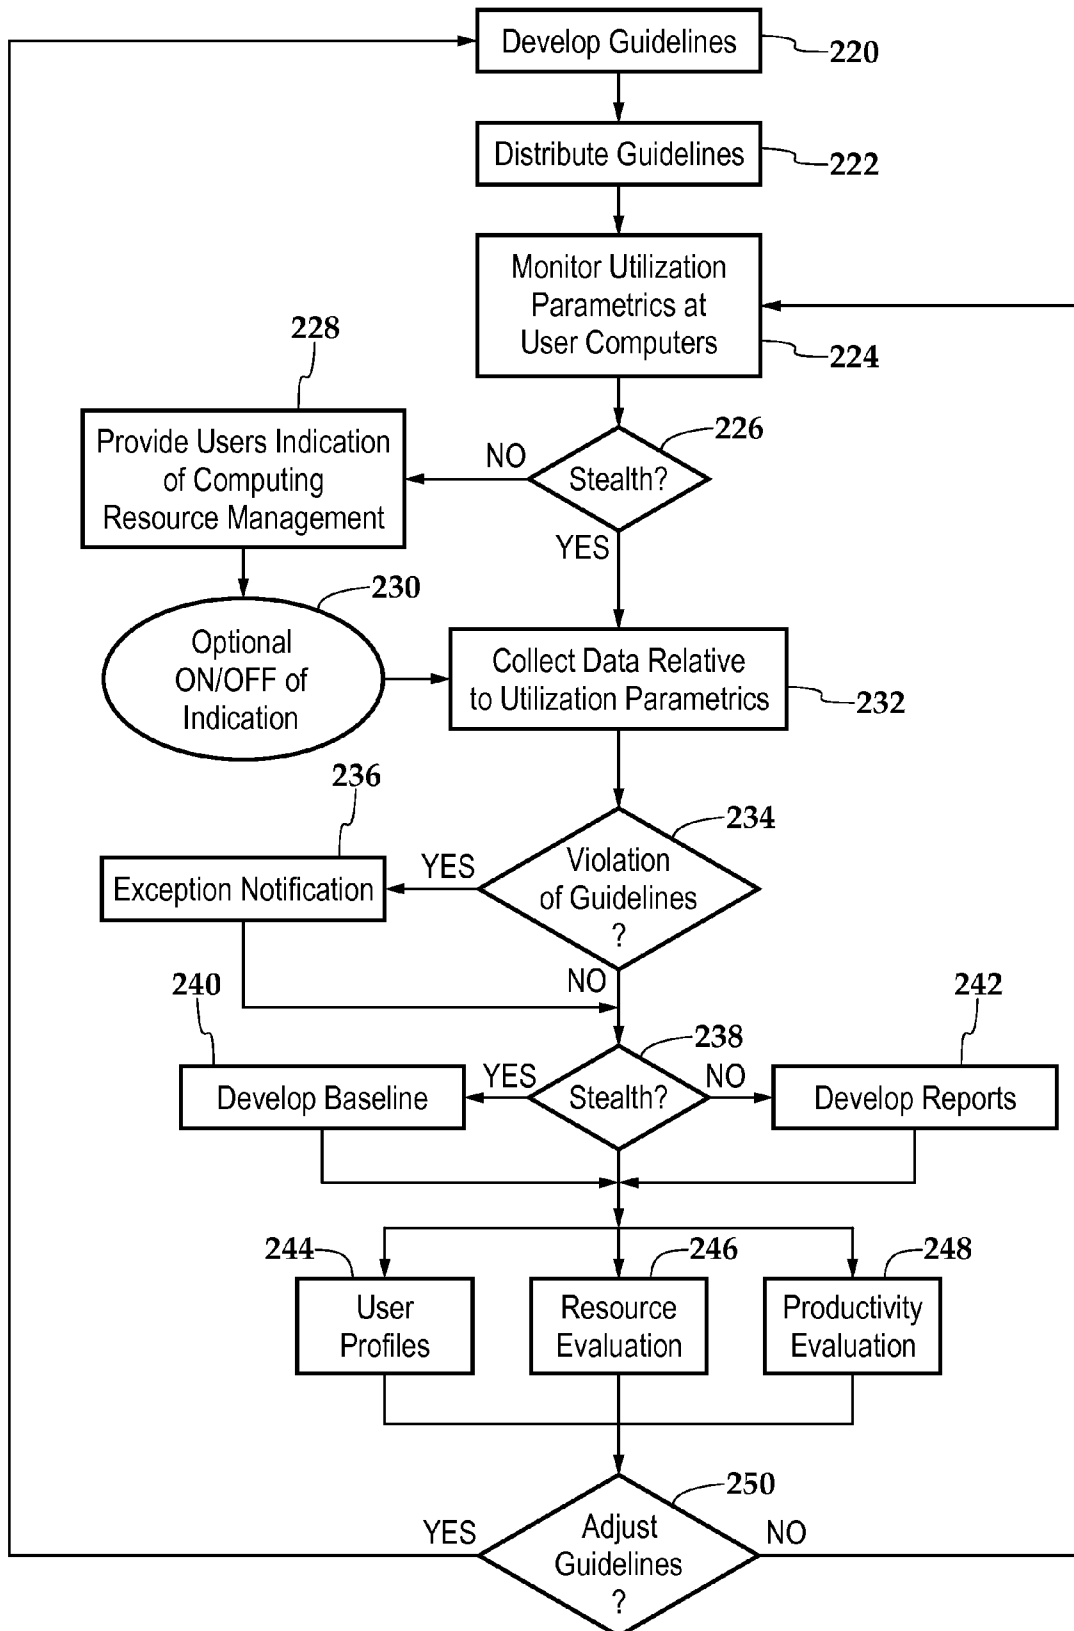 Develop Guidelines
220
Distribute Guidelines
222
Monitor Utilization
Parametrics at
User Computers
224
228
Provide Users Indication
of Computing
Resource Management
NO
Stealth?
226
YES
230
Optional
ON/OFF of
Indication
Collect Data Relative
to Utilization Parametrics
232
236
Exception Notification
YES
Violation
of Guidelines
?
234
NO
240
Develop Baseline
YES
Stealth?
238
NO
242
Develop Reports
244
User
Profiles
246
Resource
Evaluation
248
Productivity
Evaluation
YES
Adjust
Guidelines
?
250
NO